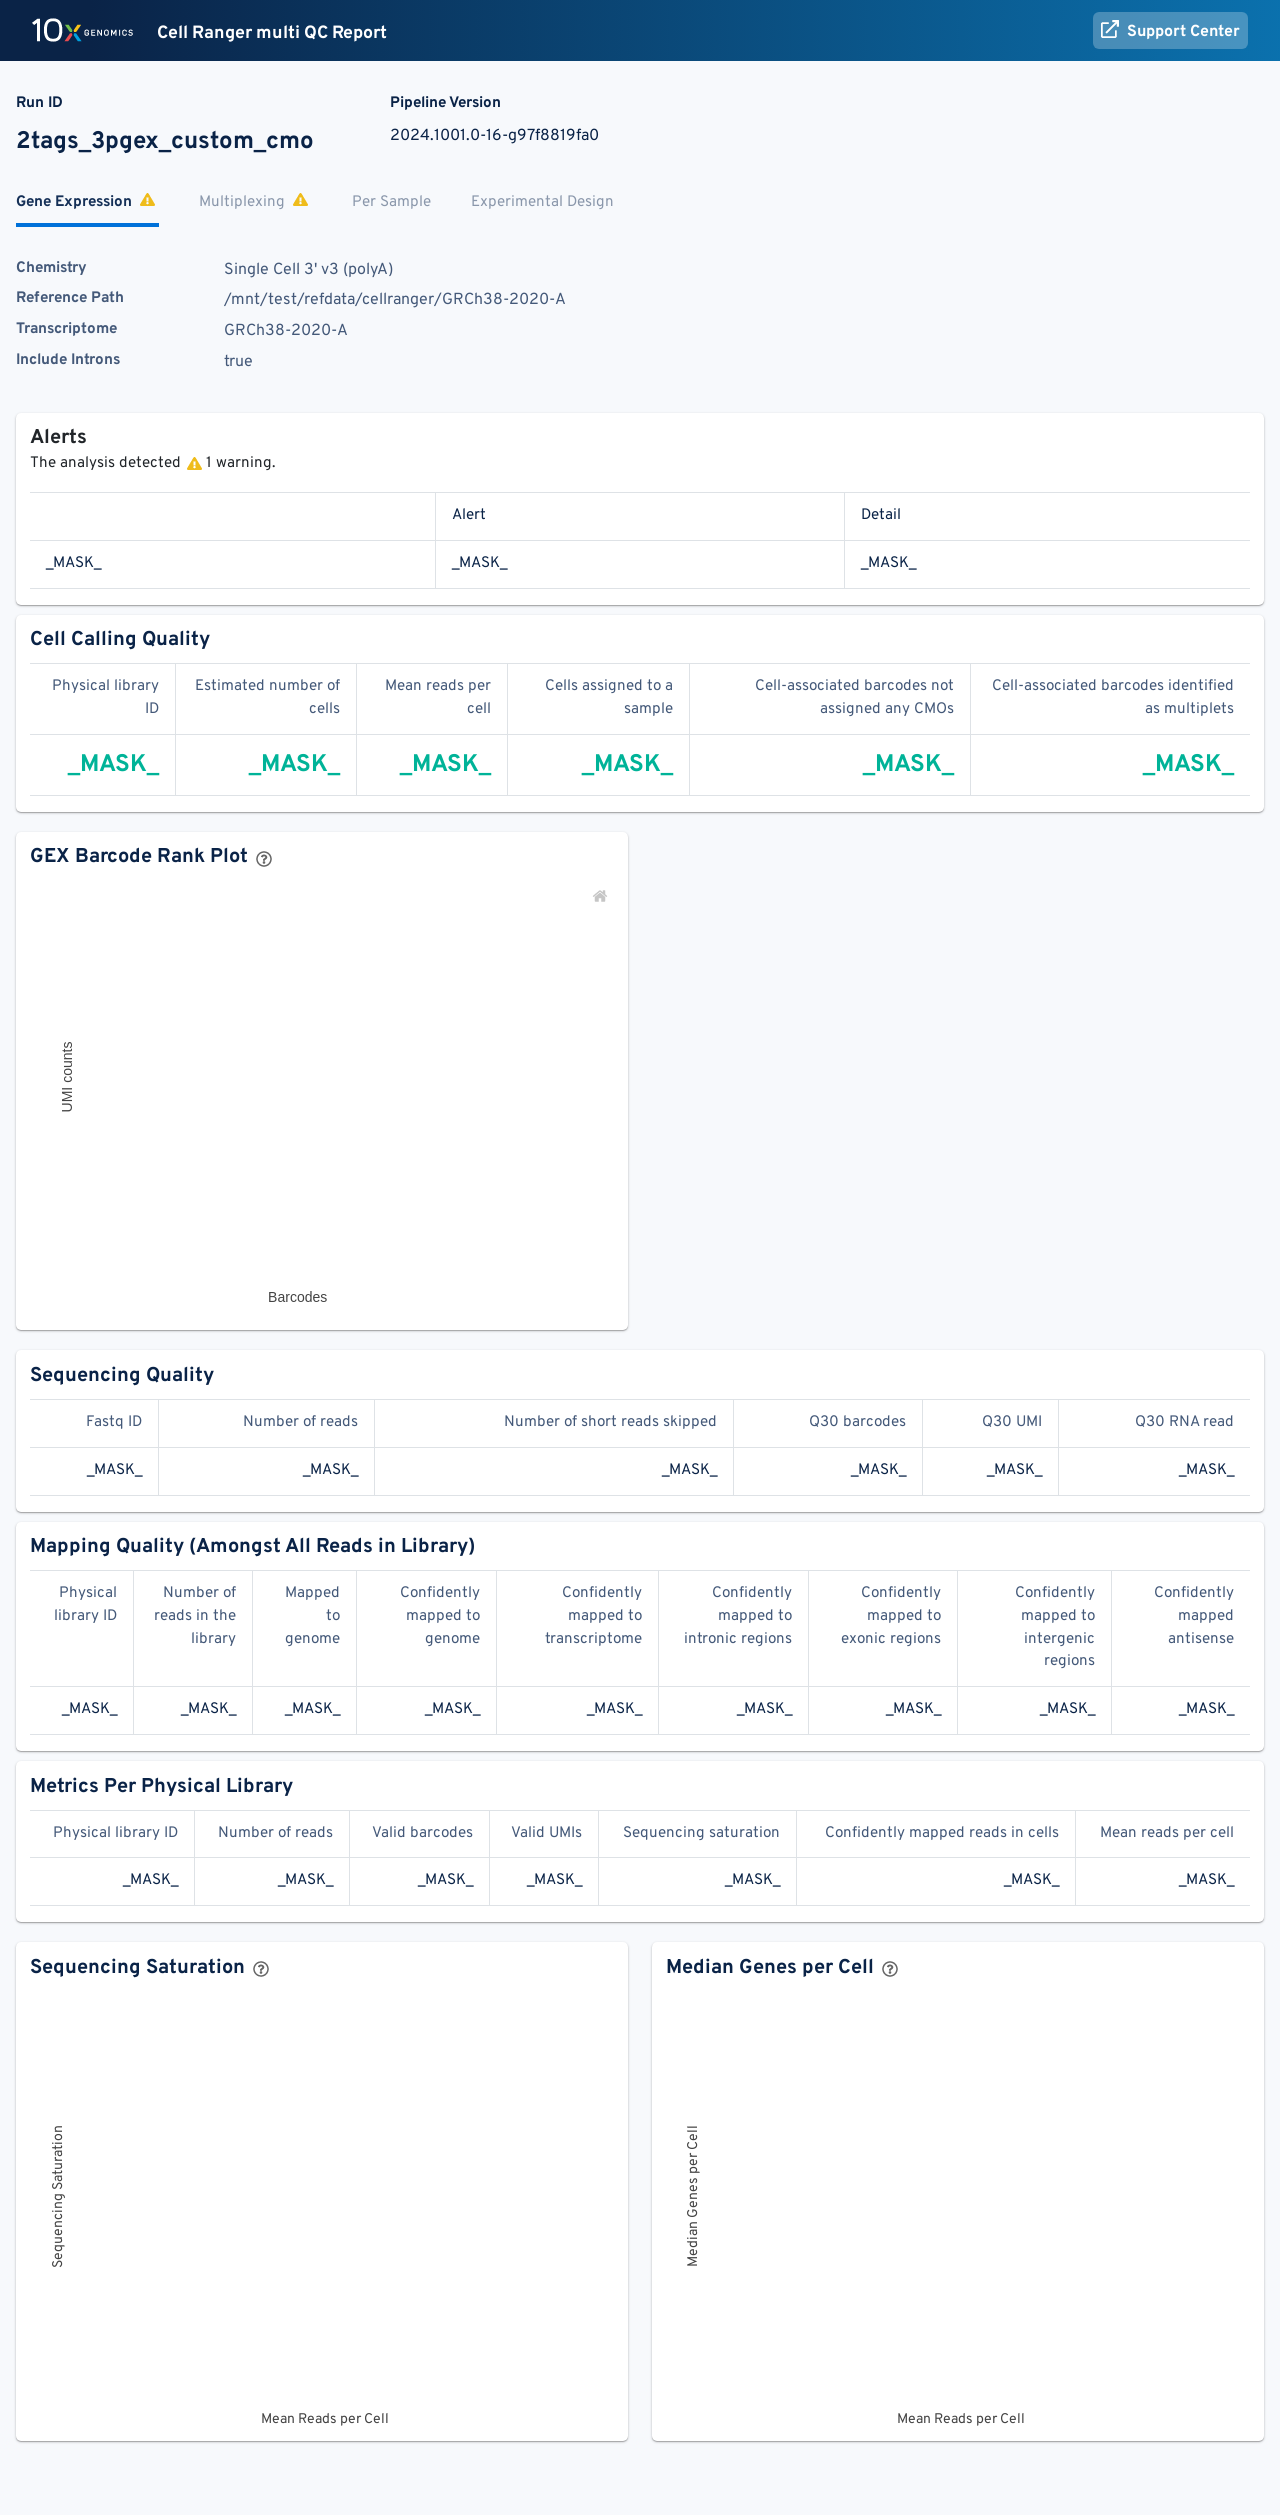 10x GENOMICS Cell Ranger multi QC Report Support Center
Run ID Pipeline Version
2tags_3pgex_custom_cmo 2024.1001.0-16-g97f8819fa0
Gene Expression Multiplexing Per Sample Experimental Design
Chemistry Single Cell 3' v3 (polyA)
Reference Path /mnt/test/refdata/cellranger/GRCh38-2020-A
Transcriptome GRCh38-2020-A
Include Introns true
Alerts
The analysis detected 1 warning.
Alert Detail
_MASK_ _MASK_ _MASK_
Cell Calling Quality
Physical library Estimated number of Mean reads per Cells assigned to a Cell-associated barcodes not Cell-associated barcodes identified
ID cells cell sample assigned any CMOs as multiplets
_MASK_ _MASK_ _MASK_ _MASK_ _MASK_ _MASK_
GEX Barcode Rank Plot
UMI counts
Barcodes
Sequencing Quality
Fastq ID Number of reads Number of short reads skipped Q30 barcodes Q30 UMI Q30 RNA read
_MASK_ _MASK_ _MASK_ _MASK_ _MASK_ _MASK_
Mapping Quality (Amongst All Reads in Library)
Physical Number of Mapped Confidently Confidently Confidently Confidently Confidently Confidently
library ID reads in the to mapped to mapped to mapped to mapped to mapped to mapped
library genome genome transcriptome intronic regions exonic regions intergenic antisense
regions
_MASK_ _MASK_ _MASK_ _MASK_ _MASK_ _MASK_ _MASK_ _MASK_ _MASK_
Metrics Per Physical Library
Physical library ID Number of reads Valid barcodes Valid UMIs Sequencing saturation Confidently mapped reads in cells Mean reads per cell
_MASK_ _MASK_ _MASK_ _MASK_ _MASK_ _MASK_ _MASK_
Sequencing Saturation Median Genes per Cell
Sequencing Saturation Median Genes per Cell
Mean Reads per Cell Mean Reads per Cell